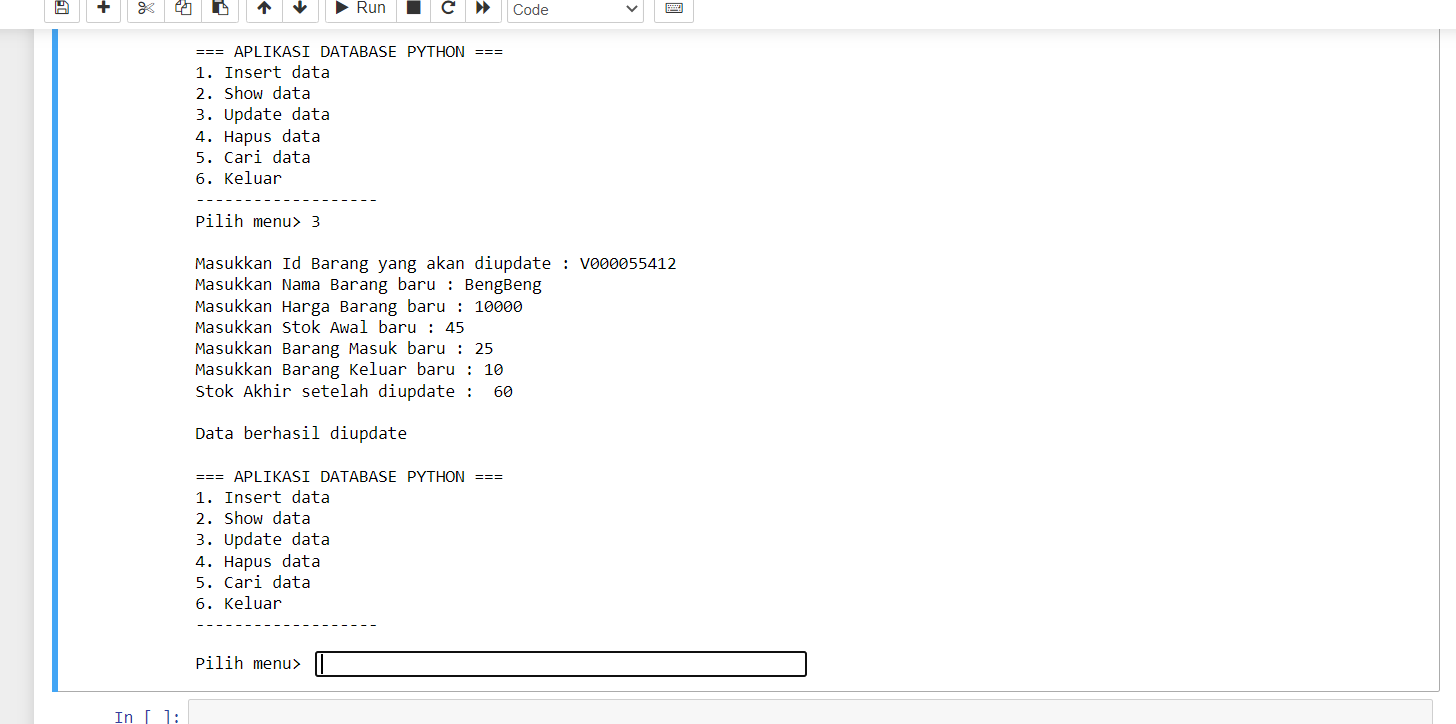 Run
Code
=== APLIKASI DATABASE PYTHON ===
1. Insert data
2. Show data
3. Update data
4. Hapus data
5. Cari data
6. Keluar
-------------------
Pilih menu> 3
Masukkan Id Barang yang akan diupdate : V000055412
Masukkan Nama Barang baru : BengBeng
Masukkan Harga Barang baru : 10000
Masukkan Stok Awal baru : 45
Masukkan Barang Masuk baru : 25
Masukkan Barang Keluar baru : 10
Stok Akhir setelah diupdate :  60
Data berhasil diupdate
=== APLIKASI DATABASE PYTHON ===
1. Insert data
2. Show data
3. Update data
4. Hapus data
5. Cari data
6. Keluar
-------------------
Pilih menu>
In [ ]: